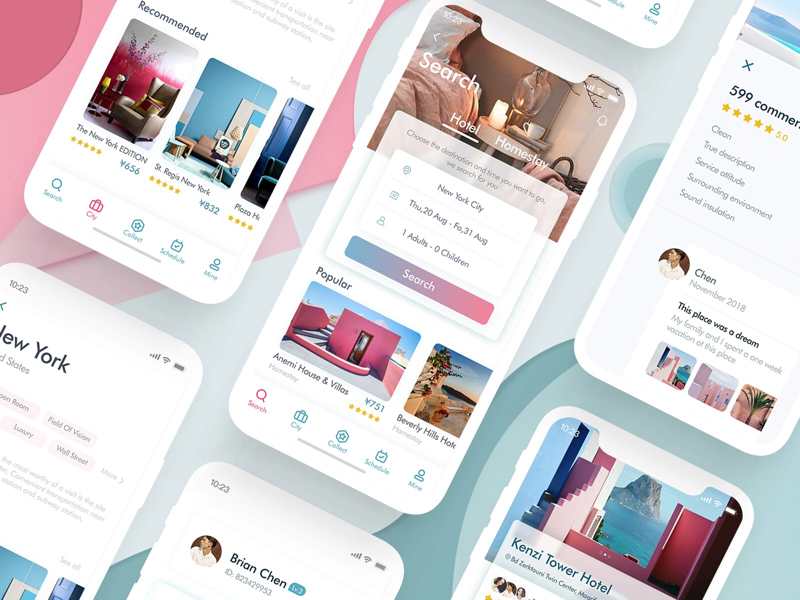 Recommended
the most worthy of a visit is the site
Convenient transportation near
station and subway station.
See all
The New York EDITION
¥656
St. Regis New York
¥832
Plaza H
Search
City
Collect
Schedule
Mine
Mine
10:23
Search
Hotel
Homestay
Choose the destination and time you want to go,
we search for you
New York City
Thu,20 Aug - Fo,31 Aug
1 Adults - 0 Children
Search
Popular
Anemi House & Villas
Homestay
¥751
Beverly Hills Hote
Homestay
Search
City
Collect
Schedule
Mine
599 commen
5.0
Clean
True description
Service attitude
Surrounding environment
Sound insulation
Chen
November 2018
This place was a dream
My family and I spent a one week
vacation at this place
10:23
New York
ed States
oon Room
Field Of Vision
Luxury
Wall Street
More
the most worthy of a visit is the site
Convenient transportation near
station and subway station.
See all
10:23
Brian Chen
Lv.3
ID: 823429953
10:23
Kenzi Tower Hotel
Bd Zerktouni Twin Center, Maarif